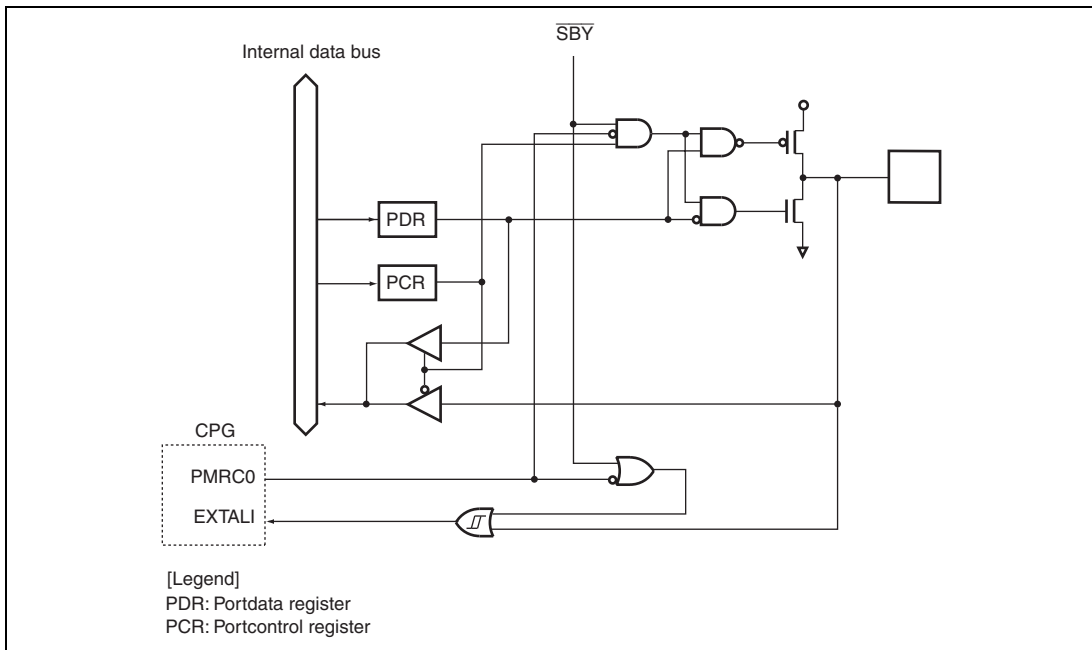 SBY
Internal data bus
PDR
PCR
CPG
PMRC0
EXTALI
[Legend]
PDR: Portdata register
PCR: Portcontrol register